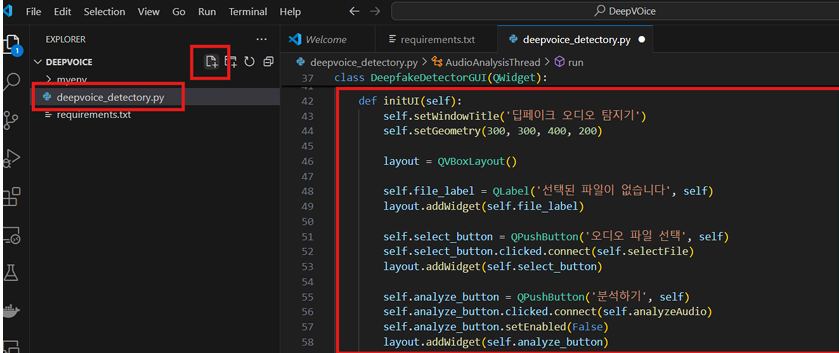 File Edit Selection View Go Run Terminal Help
DeepVOice
EXPLORER
DEEPVOICE
myenv
deepvoice_detectory.py
requirements.txt
1
Welcome
requirements.txt
deepvoice_detectory.py
deepvoice_detectory.py > AudioAnalysisThread > run
37 class DeepfakeDetectorGUI(QWidget):
41
42 def initUI(self):
43 self.setWindowTitle('딥페이크 오디오 탐지기')
44 self.setGeometry(300, 300, 400, 200)
45
46 layout = QVBoxLayout()
47
48 self.file_label = QLabel('선택된 파일이 없습니다', self)
49 layout.addWidget(self.file_label)
50
51 self.select_button = QPushButton('오디오 파일 선택', self)
52 self.select_button.clicked.connect(self.selectFile)
53 layout.addWidget(self.select_button)
54
55 self.analyze_button = QPushButton('분석하기', self)
56 self.analyze_button.clicked.connect(self.analyzeAudio)
57 self.analyze_button.setEnabled(False)
58 layout.addWidget(self.analyze_button)